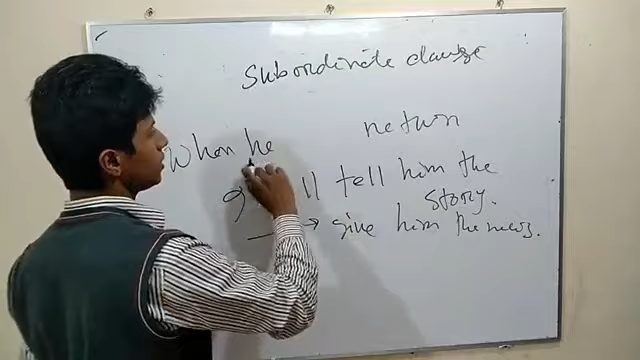 Subordinate clause
When he return
ll tell him the
story.
→ give him the news.